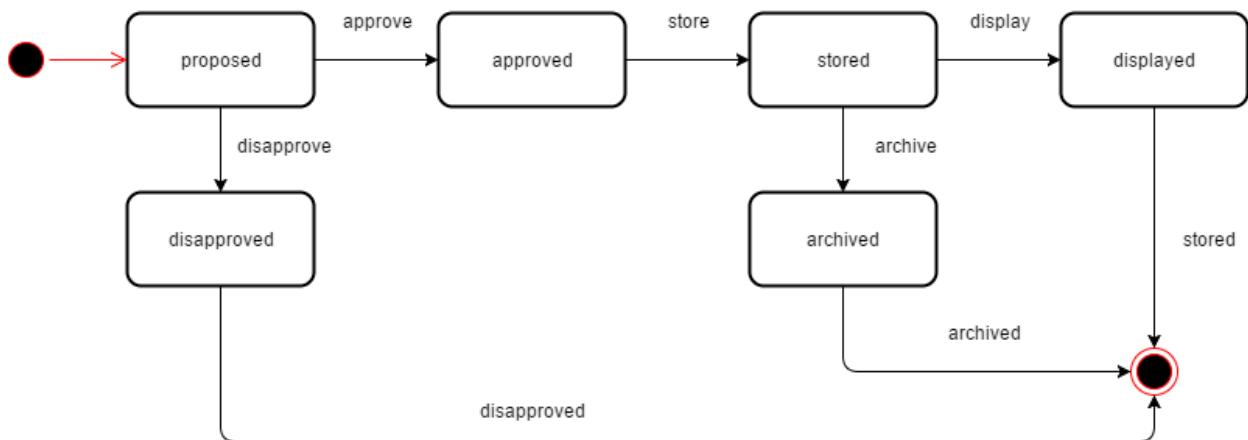 approve
store
display
proposed
approved
stored
displayed
disapprove
archive
disapproved
archived
stored
archived
disapproved